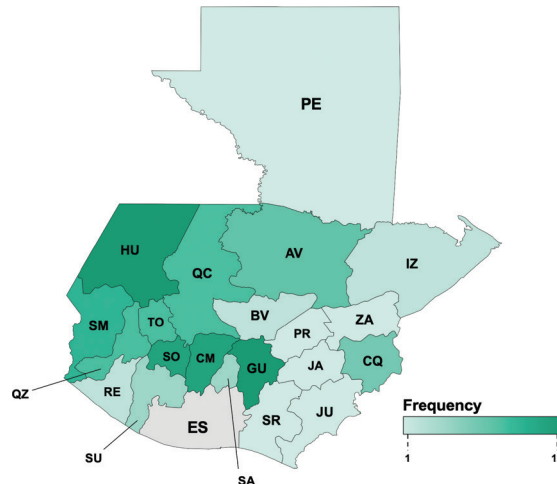 PE
HU
QC
AV
IZ
SM
TO
BV
PR
ZA
SO
CM
GU
JA
CQ
QZ
RE
SU
ES
SA
SR
JU
Frequency
1
1